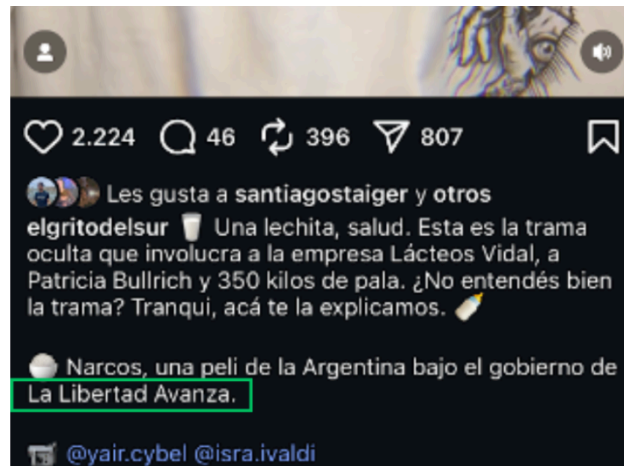 2.224 46 396 807
Les gusta a santiagostaiger y otros
elgritodelsur 🥛 Una lechita, salud. Esta es la trama
oculta que involucra a la empresa Lácteos Vidal, a
Patricia Bullrich y 350 kilos de pala. ¿No entendés bien
la trama? Tranqui, acá te la explicamos. 🍼
🍚 Narcos, una peli de la Argentina bajo el gobierno de
La Libertad Avanza.
@yair.cybel @isra.ivaldi